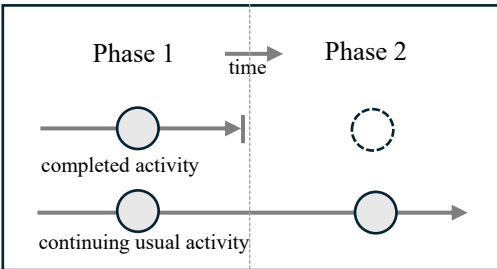 Phase 1
time
Phase 2
completed activity
continuing usual activity